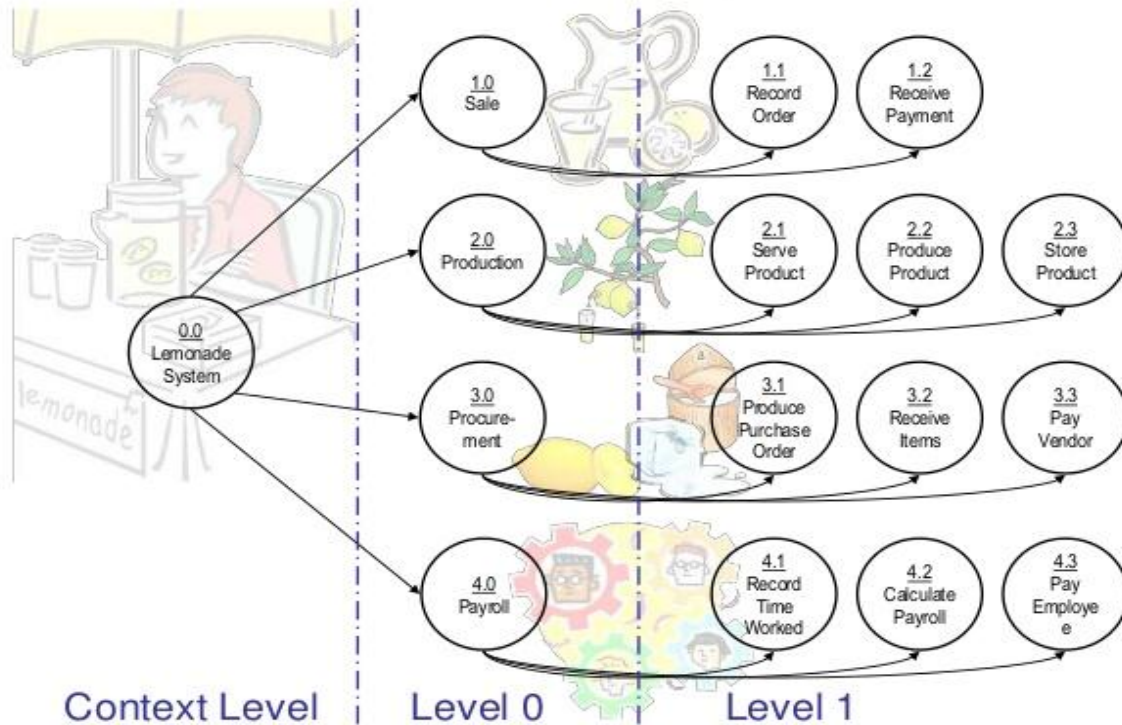 1.0
Sale
1.1
Record
Order
1.2
Receive
Payment
2.0
Production
2.1
Serve
Product
2.2
Produce
Product
2.3
Store
Product
0.0
Lemonade
System
lemonade
3.0
Procure-
ment
3.1
Produce
Purchase
Order
3.2
Receive
Items
3.3
Pay
Vendor
4.0
Payroll
4.1
Record
Time
Worked
4.2
Calculate
Payroll
4.3
Pay
Employe
e
Context Level
Level 0
Level 1